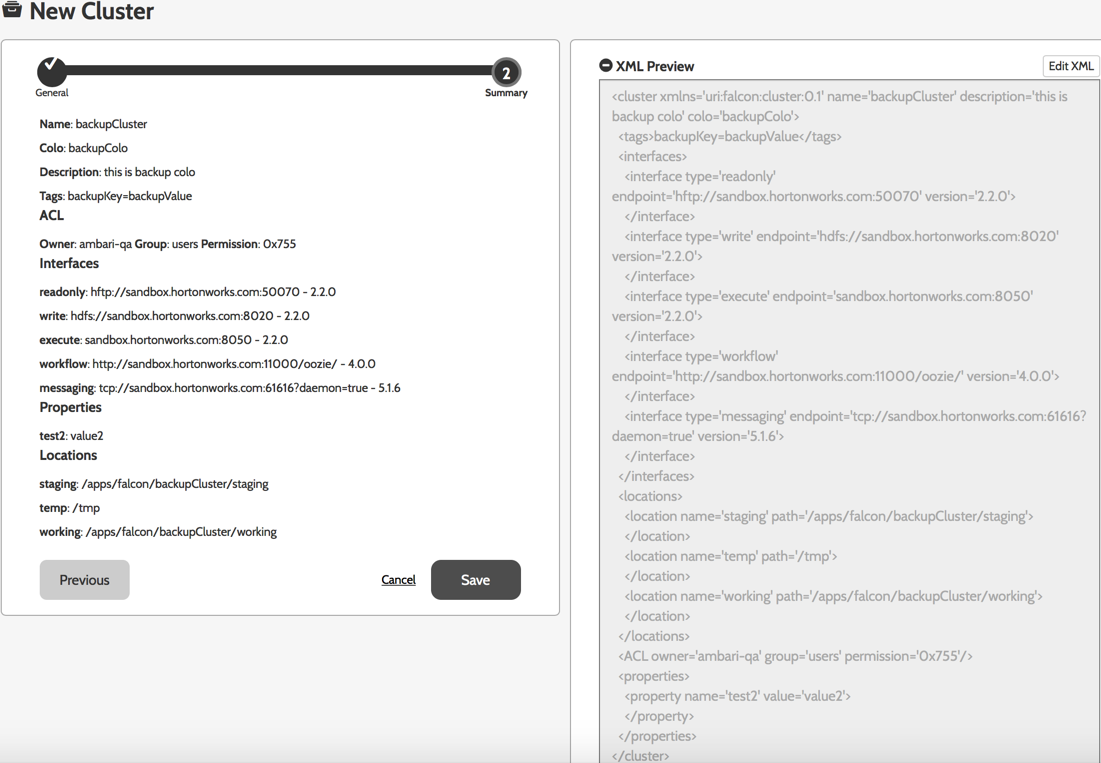 New Cluster
2
General
Summary
Name: backupCluster
Colo: backupColo
Description: this is backup colo
Tags: backupKey=backupValue
ACL
Owner: ambari-qa Group: users Permission: 0x755
Interfaces
readonly: hftp://sandbox.hortonworks.com:50070 - 2.2.0
write: hdfs://sandbox.hortonworks.com:8020 - 2.2.0
execute: sandbox.hortonworks.com:8050 - 2.2.0
workflow: http://sandbox.hortonworks.com:11000/oozie/ - 4.0.0
messaging: tcp://sandbox.hortonworks.com:61616?daemon=true - 5.1.6
Properties
test2: value2
Locations
staging: /apps/falcon/backupCluster/staging
temp: /tmp
working: /apps/falcon/backupCluster/working
Previous
Cancel
Save
XML Preview
Edit XML
<cluster xmlns='uri:falcon:cluster:0.1' name='backupCluster' description='this is
backup colo' colo='backupColo'>
<tags>backupKey=backupValue</tags>
<interfaces>
<interface type='readonly'
endpoint='hftp://sandbox.hortonworks.com:50070' version='2.2.0'>
</interface>
<interface type='write' endpoint='hdfs://sandbox.hortonworks.com:8020'
version='2.2.0'>
</interface>
<interface type='execute' endpoint='sandbox.hortonworks.com:8050'
version='2.2.0'>
</interface>
<interface type='workflow'
endpoint='http://sandbox.hortonworks.com:11000/oozie/' version='4.0.0'>
</interface>
<interface type='messaging' endpoint='tcp://sandbox.hortonworks.com:61616?
daemon=true' version='5.1.6'>
</interface>
</interfaces>
<locations>
<location name='staging' path='/apps/falcon/backupCluster/staging'>
</location>
<location name='temp' path='/tmp'>
</location>
<location name='working' path='/apps/falcon/backupCluster/working'>
</location>
</locations>
<ACL owner='ambari-qa' group='users' permission='0x755'/>
<properties>
<property name='test2' value='value2'>
</property>
</properties>
</cluster>